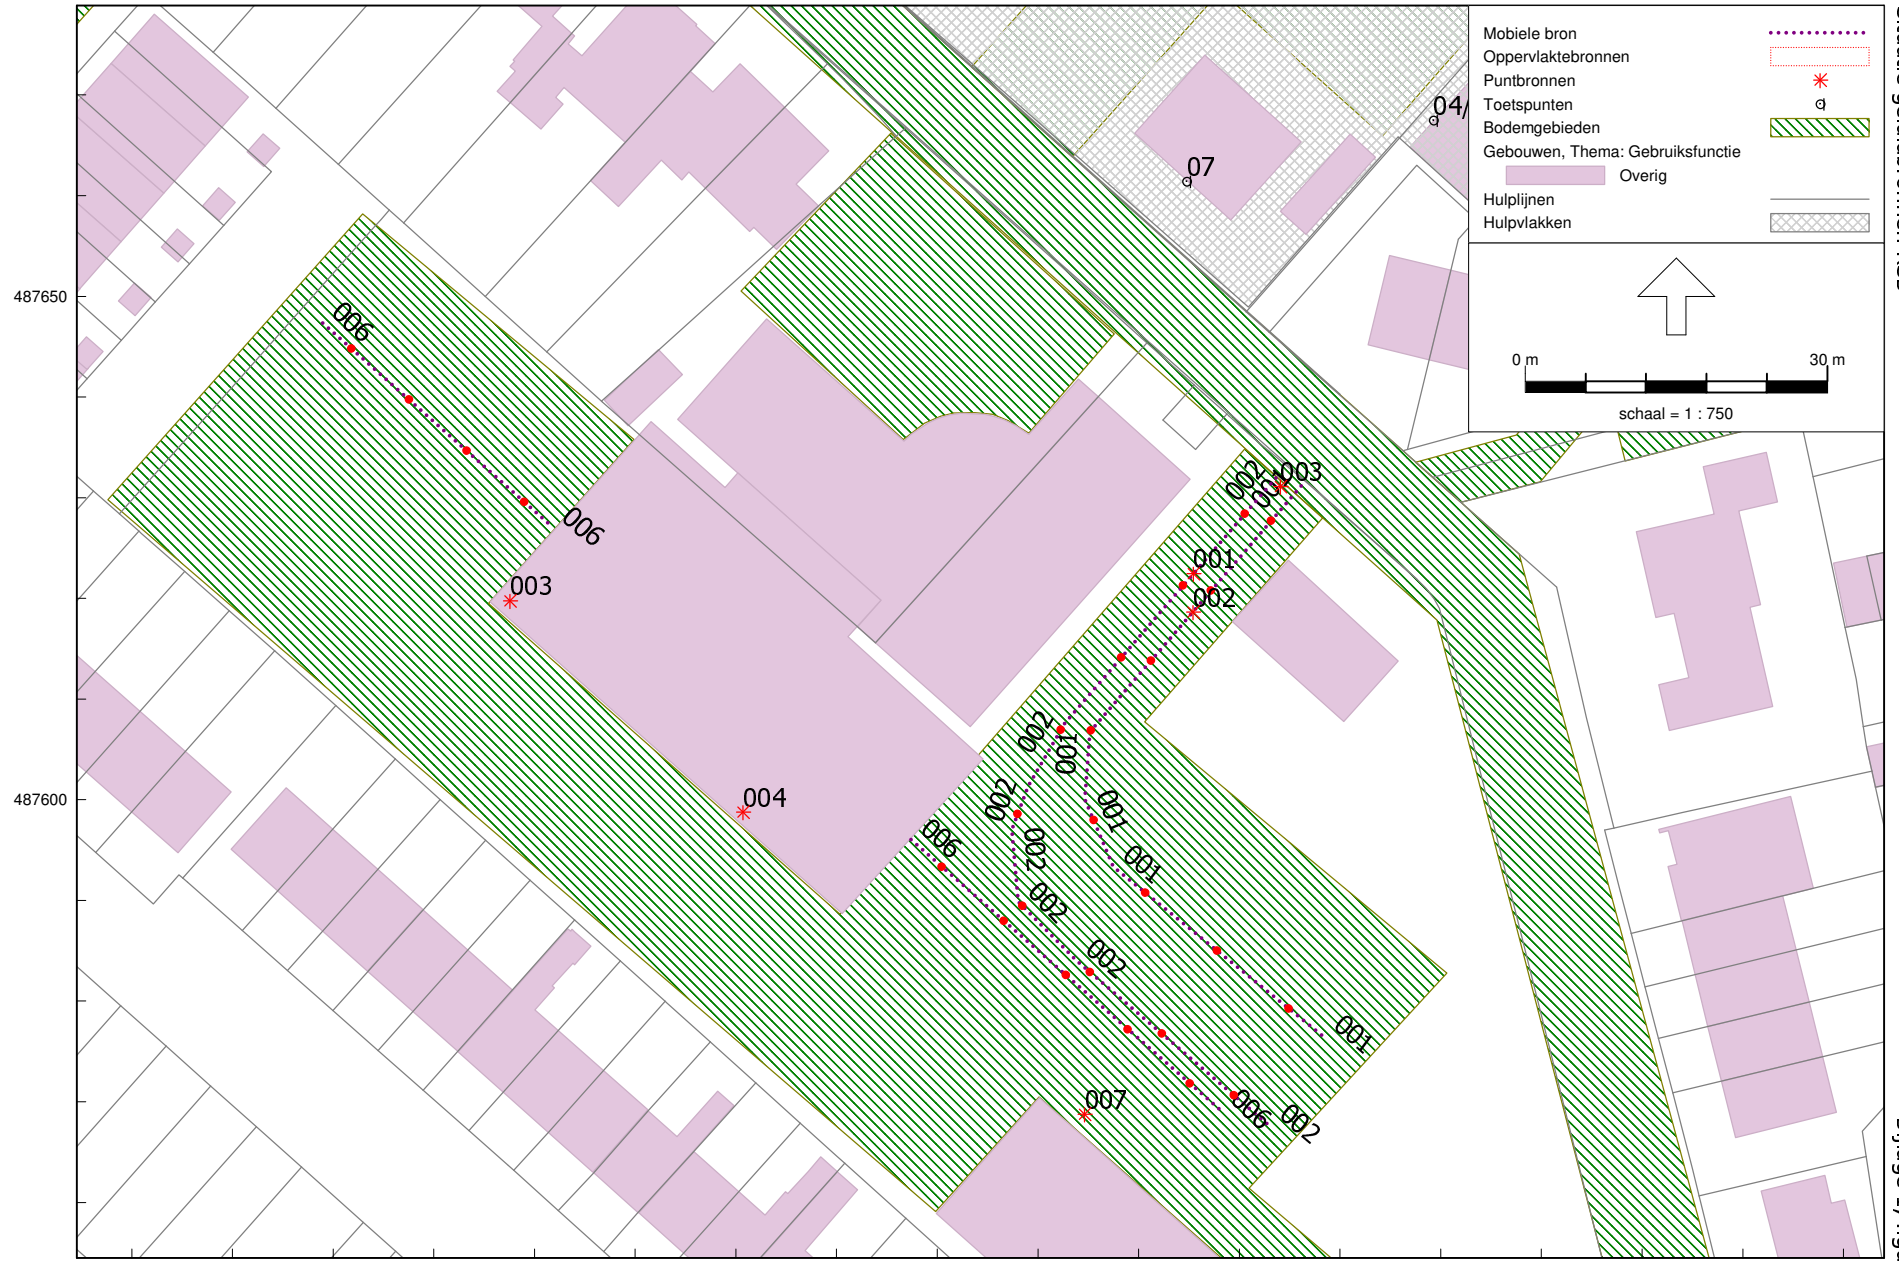 Mobiele bron
Oppervlaktebronnen
Puntbronnen
Toetspunten
Bodemgebieden
Gebouwen, Thema: Gebruiksfunctie
Overig
Hulplijnen
Hulpvlakken
0 m
30 m
schaal = 1 : 750
04/
07
487650
006
006
002
003
001
003
001
002
002
001
487600
004
002
001
006
002
001
002
002
001
007
006
002